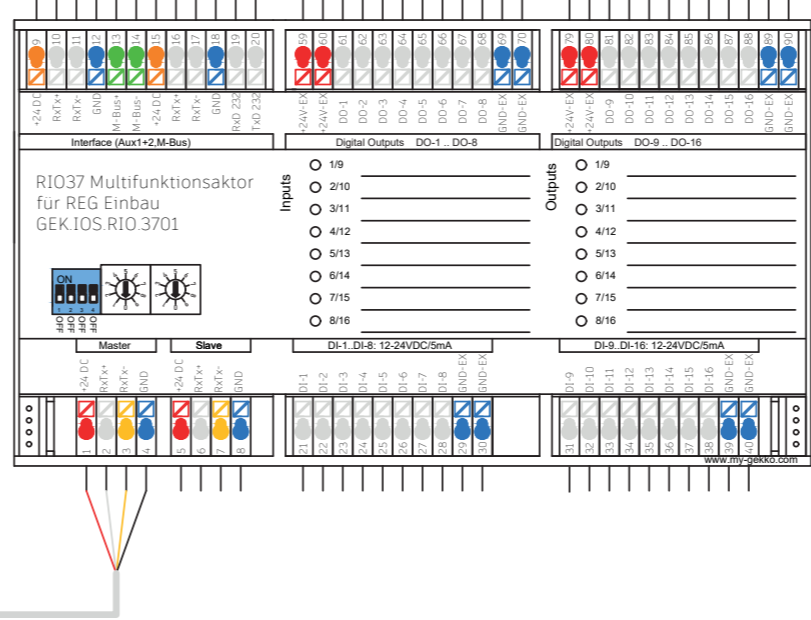 9 10 11 12 13 14 15 16 17 18 19 20
59 60 61 62 63 64 65 66 67 68 69 70
79 80 81 82 83 84 85 86 87 88 89 90
+24 DC RxTx+ RxTx- GND M-Bus+ M-Bus- +24 DC RxTx+ RxTx- GND RxD 232 TxD 232
+24V-EX +24V-EX DO-1 DO-2 DO-3 DO-4 DO-5 DO-6 DO-7 DO-8 GND-EX GND-EX
+24V-EX +24V-EX DO-9 DO-10 DO-11 DO-12 DO-13 DO-14 DO-15 DO-16 GND-EX GND-EX
Interface (Aux1+2,M-Bus)
Digital Outputs DO-1 .. DO-8
Digital Outputs DO-9 .. DO-16
RIO37 Multifunktionsaktor
für REG Einbau
GEK.IOS.RIO.3701
ON
1 2 3 4
OFF OFF OFF OFF
Inputs
1/9
2/10
3/11
4/12
5/13
6/14
7/15
8/16
Outputs
1/9
2/10
3/11
4/12
5/13
6/14
7/15
8/16
Master
Slave
DI-1..DI-8: 12-24VDC/5mA
DI-9..DI-16: 12-24VDC/5mA
+24 DC RxTx+ RxTx- GND
+24 DC RxTx+ RxTx- GND
DI-1 DI-2 DI-3 DI-4 DI-5 DI-6 DI-7 DI-8 GND-EX GND-EX
DI-9 DI-10 DI-11 DI-12 DI-13 DI-14 DI-15 DI-16 GND-EX GND-EX
1 2 3 4
5 6 7 8
21 22 23 24 25 26 27 28 29 30
31 32 33 34 35 36 37 38 39 40
www.my-gekko.com